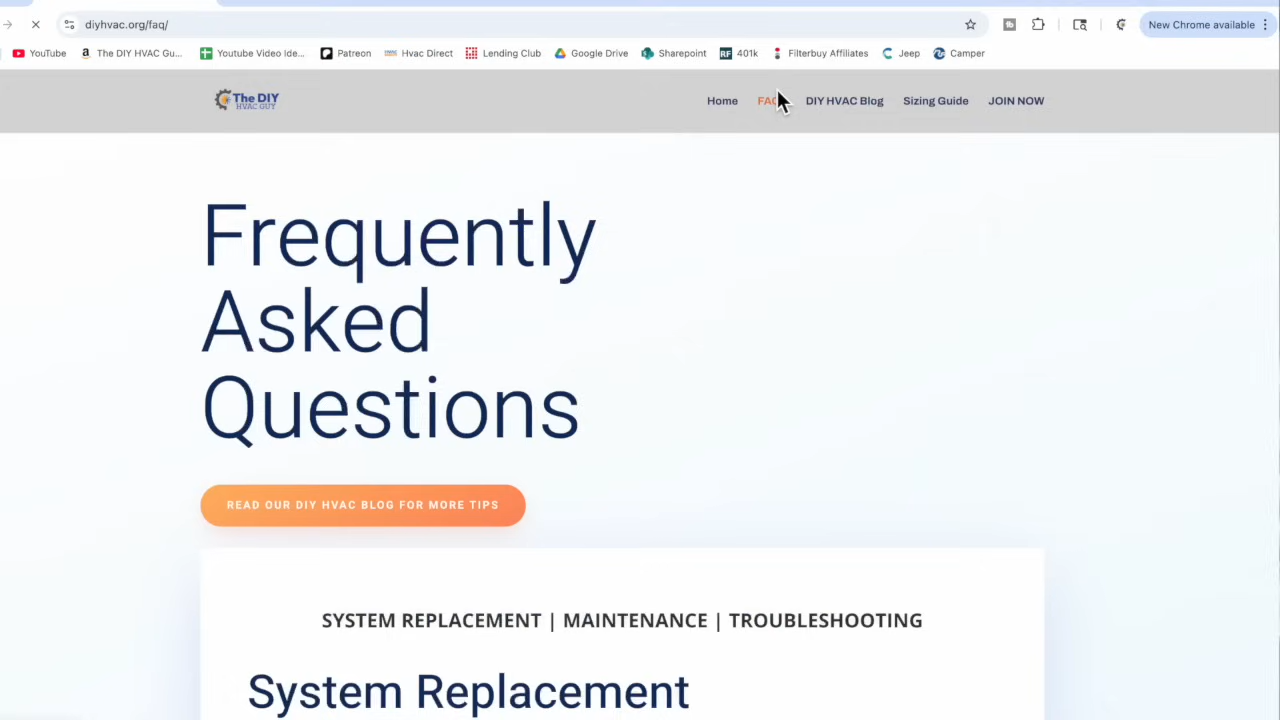 diyhvac.org/faq/
New Chrome available
YouTube The DIY HVAC Gu... Youtube Video Ide... Patreon Hvac Direct Lending Club Google Drive Sharepoint RF 401k Filterbuy Affiliates Jeep Camper
The DIY
HVAC GUY
Home FAQ DIY HVAC Blog Sizing Guide JOIN NOW
Frequently
Asked
Questions
READ OUR DIY HVAC BLOG FOR MORE TIPS
SYSTEM REPLACEMENT | MAINTENANCE | TROUBLESHOOTING
System Replacement